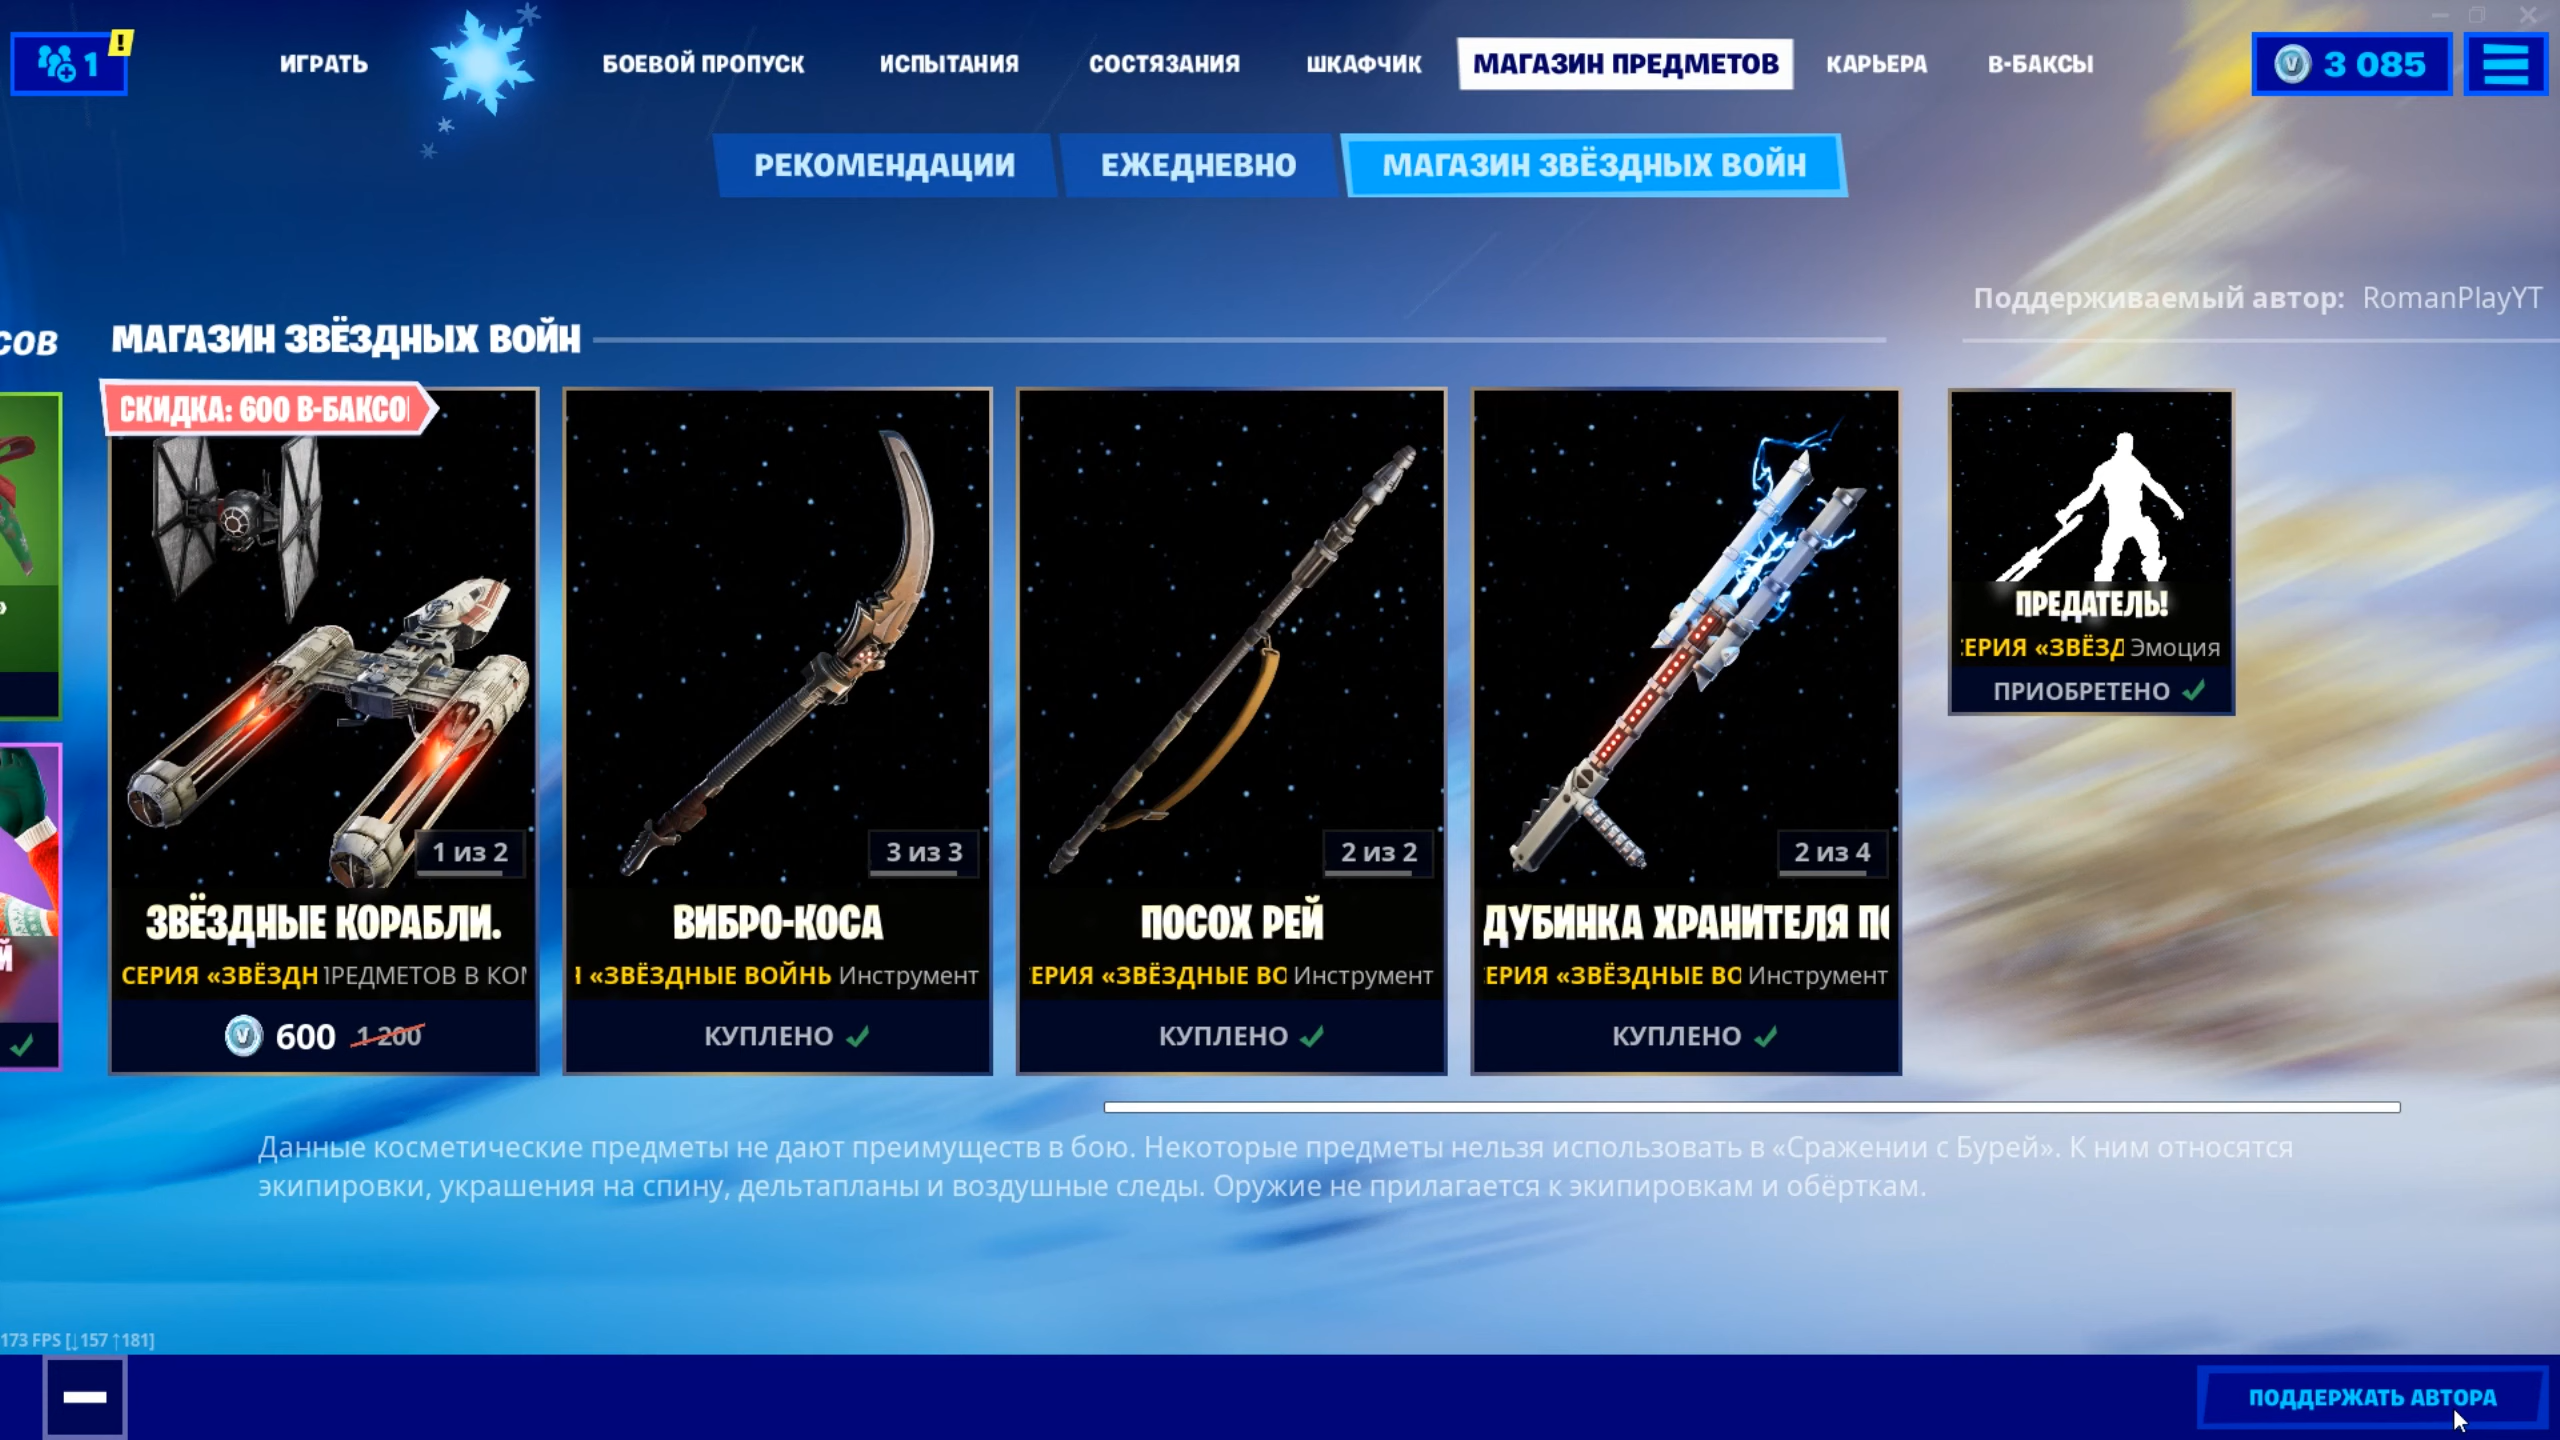 1
!
ИГРАТЬ
БОЕВОЙ ПРОПУСК
ИСПЫТАНИЯ
СОСТЯЗАНИЯ
ШКАФЧИК
МАГАЗИН ПРЕДМЕТОВ
КАРЬЕРА
В-БАКСЫ
3 085
РЕКОМЕНДАЦИИ
ЕЖЕДНЕВНО
МАГАЗИН ЗВЁЗДНЫХ ВОЙН
Поддерживаемый автор: RomanPlayYT
СОВ
МАГАЗИН ЗВЁЗДНЫХ ВОЙН
СКИДКА: 600 В-БАКСО
1 из 2
ЗВЁЗДНЫЕ КОРАБЛИ.
СЕРИЯ «ЗВЁЗДН ПРЕДМЕТОВ В КОМ
600 1 200
3 из 3
ВИБРО-КОСА
Я «ЗВЁЗДНЫЕ ВОЙНЫ Инструмент
КУПЛЕНО
2 из 2
ПОСОХ РЕЙ
ЕРИЯ «ЗВЁЗДНЫЕ ВО Инструмент
КУПЛЕНО
2 из 4
ДУБИНКА ХРАНИТЕЛЯ ПО
ЕРИЯ «ЗВЁЗДНЫЕ ВО Инструмент
КУПЛЕНО
ПРЕДАТЕЛЬ!
ЕРИЯ «ЗВЁЗД Эмоция
ПРИОБРЕТЕНО
»
Й
Данные косметические предметы не дают преимуществ в бою. Некоторые предметы нельзя использовать в «Сражении с Бурей». К ним относятся
экипировки, украшения на спину, дельтапланы и воздушные следы. Оружие не прилагается к экипировкам и обёрткам.
173 FPS [↓157 ↑181]
ПОДДЕРЖАТЬ АВТОРА